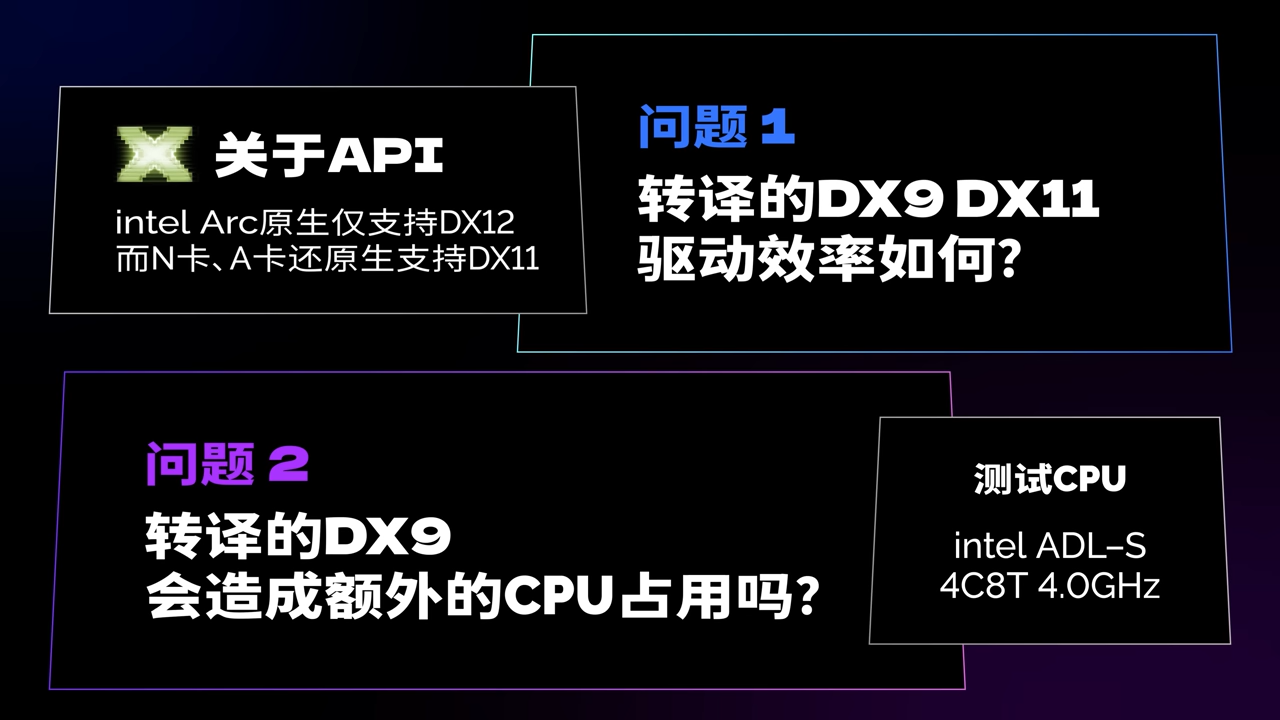 关于API
intel Arc原生仅支持DX12
而N卡、A卡还原生支持DX11
问题 1
转译的DX9 DX11
驱动效率如何?
问题 2
转译的DX9
会造成额外的CPU占用吗?
测试CPU
intel ADL–S
4C8T 4.0GHz